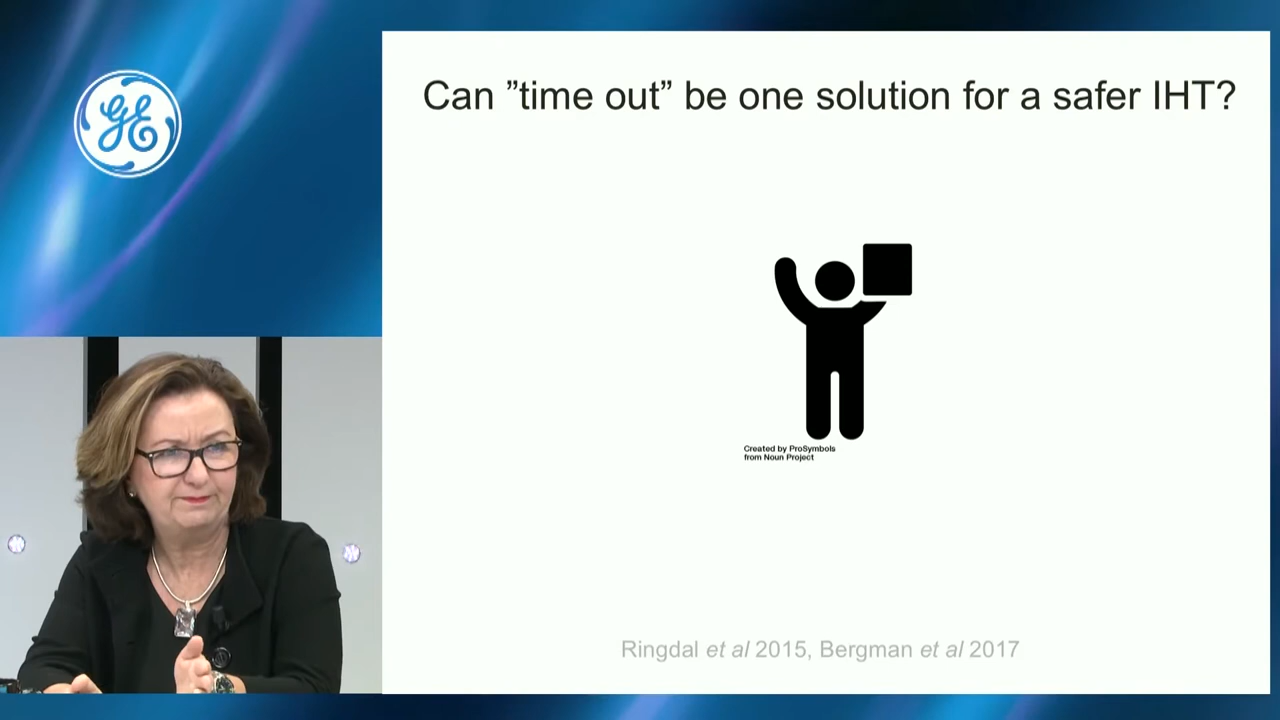 GE
Can ”time out” be one solution for a safer IHT?
Created by ProSymbols
from Noun Project
Ringdal et al 2015, Bergman et al 2017